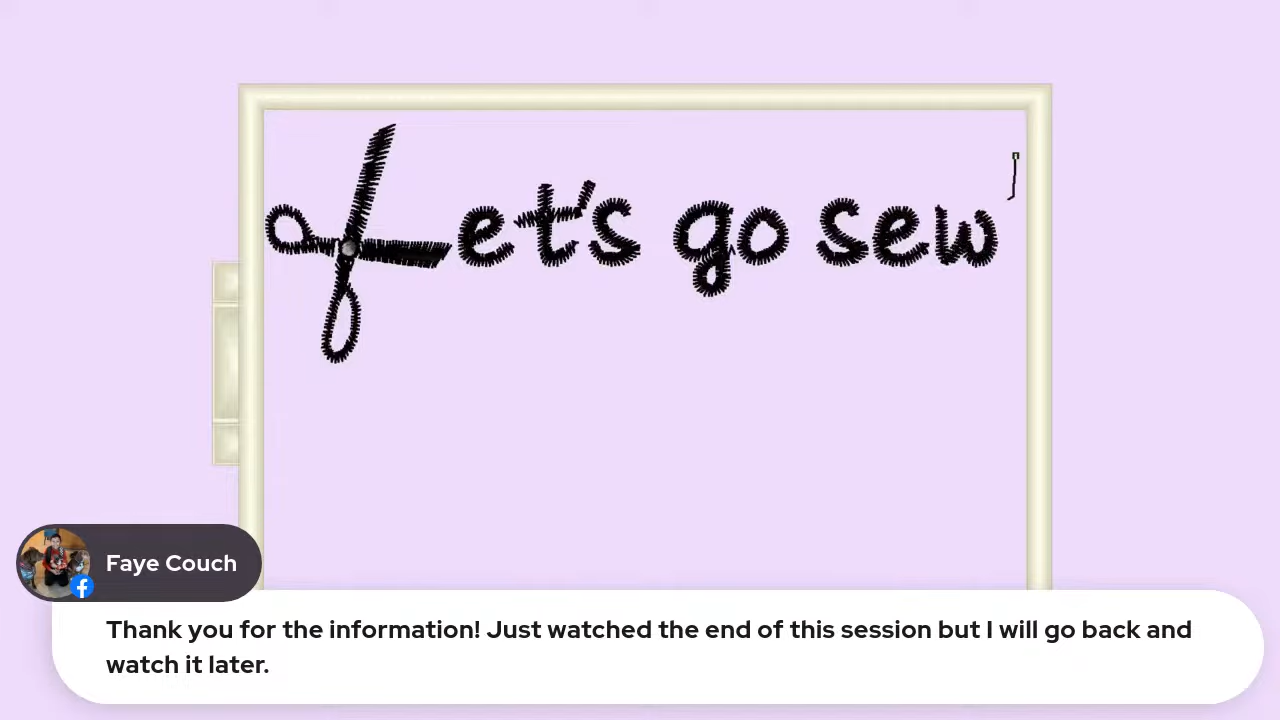 Let's go sew
Faye Couch
Thank you for the information! Just watched the end of this session but I will go back and
watch it later.